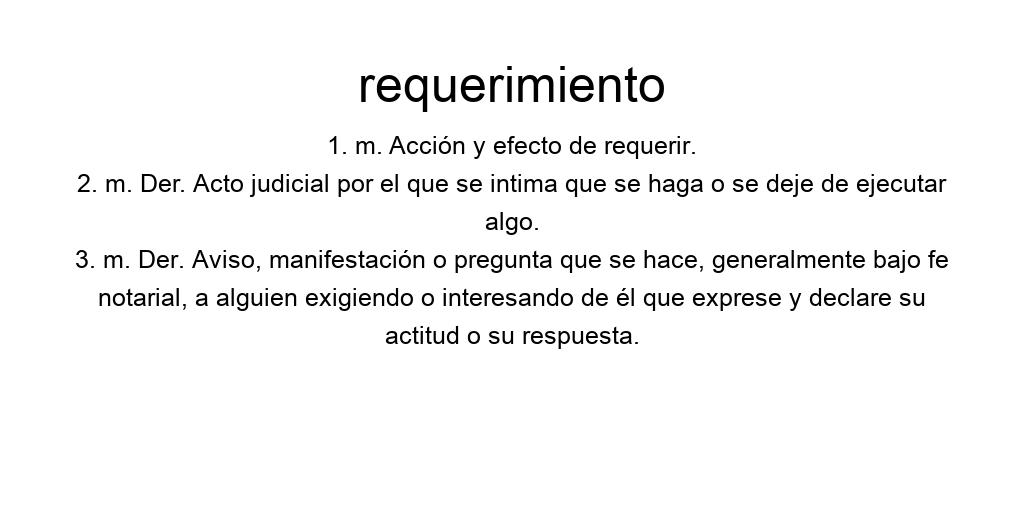 requerimiento
1. m. Acción y efecto de requerir.
2. m. Der. Acto judicial por el que se intima que se haga o se deje de ejecutar
algo.
3. m. Der. Aviso, manifestación o pregunta que se hace, generalmente bajo fe
notarial, a alguien exigiendo o interesando de él que exprese y declare su
actitud o su respuesta.